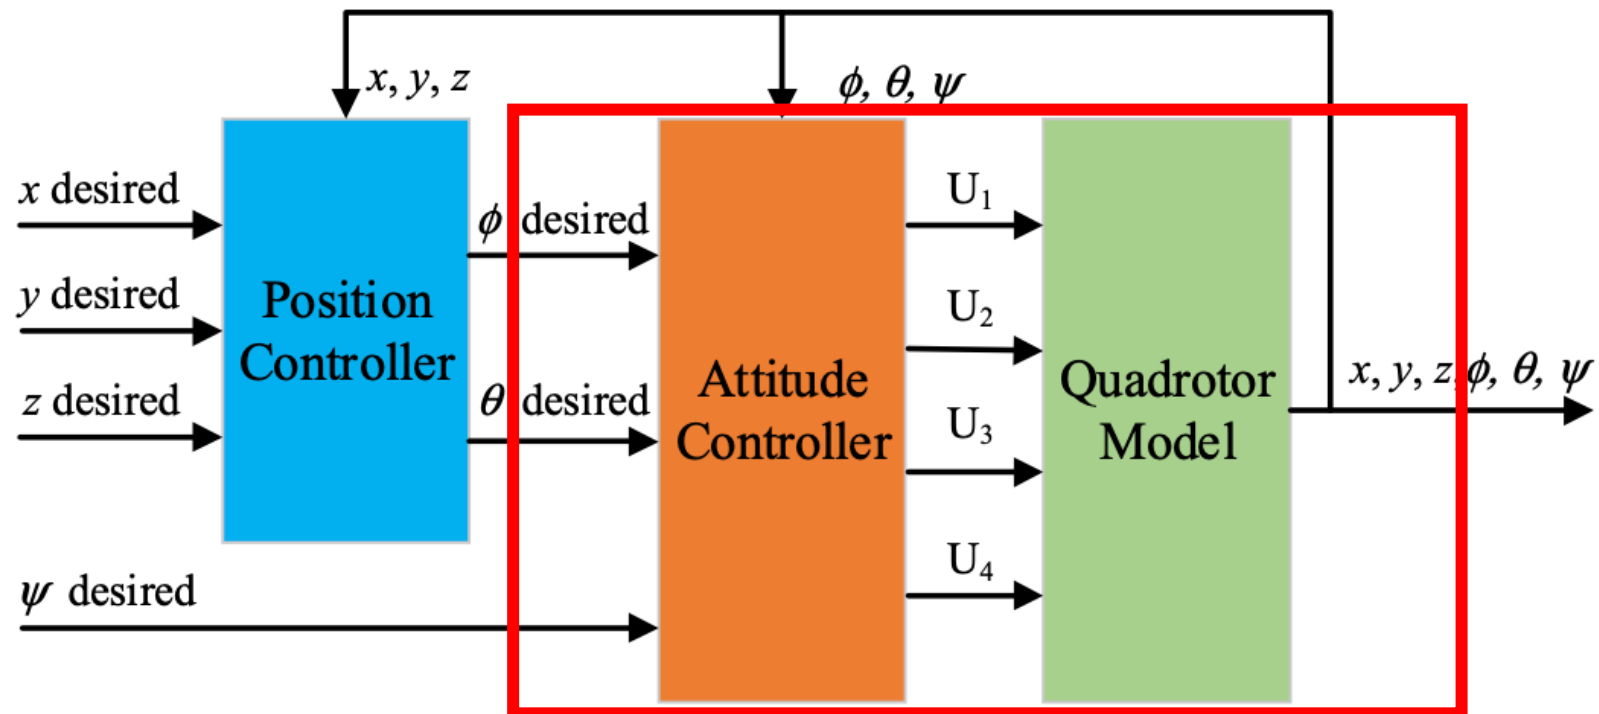 x, y, z
ϕ, θ, ψ
x desired
y desired
z desired
ψ desired
Position
Controller
ϕ desired
θ desired
Attitude
Controller
U₁
U₂
U₃
U₄
Quadrotor
Model
x, y, z, ϕ, θ, ψ